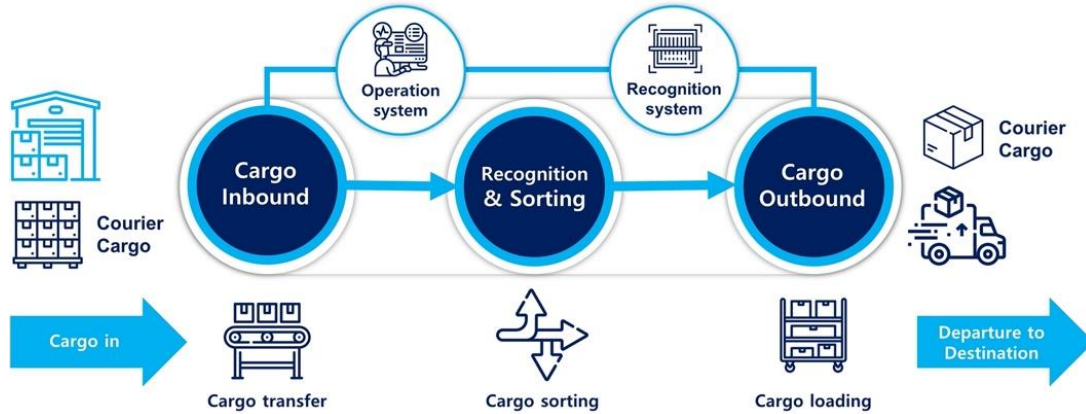 Operation
system
Recognition
system
Courier
Cargo
Cargo
Inbound
Recognition
& Sorting
Cargo
Outbound
Courier
Cargo
Cargo in
Cargo transfer
Cargo sorting
Cargo loading
Departure to
Destination